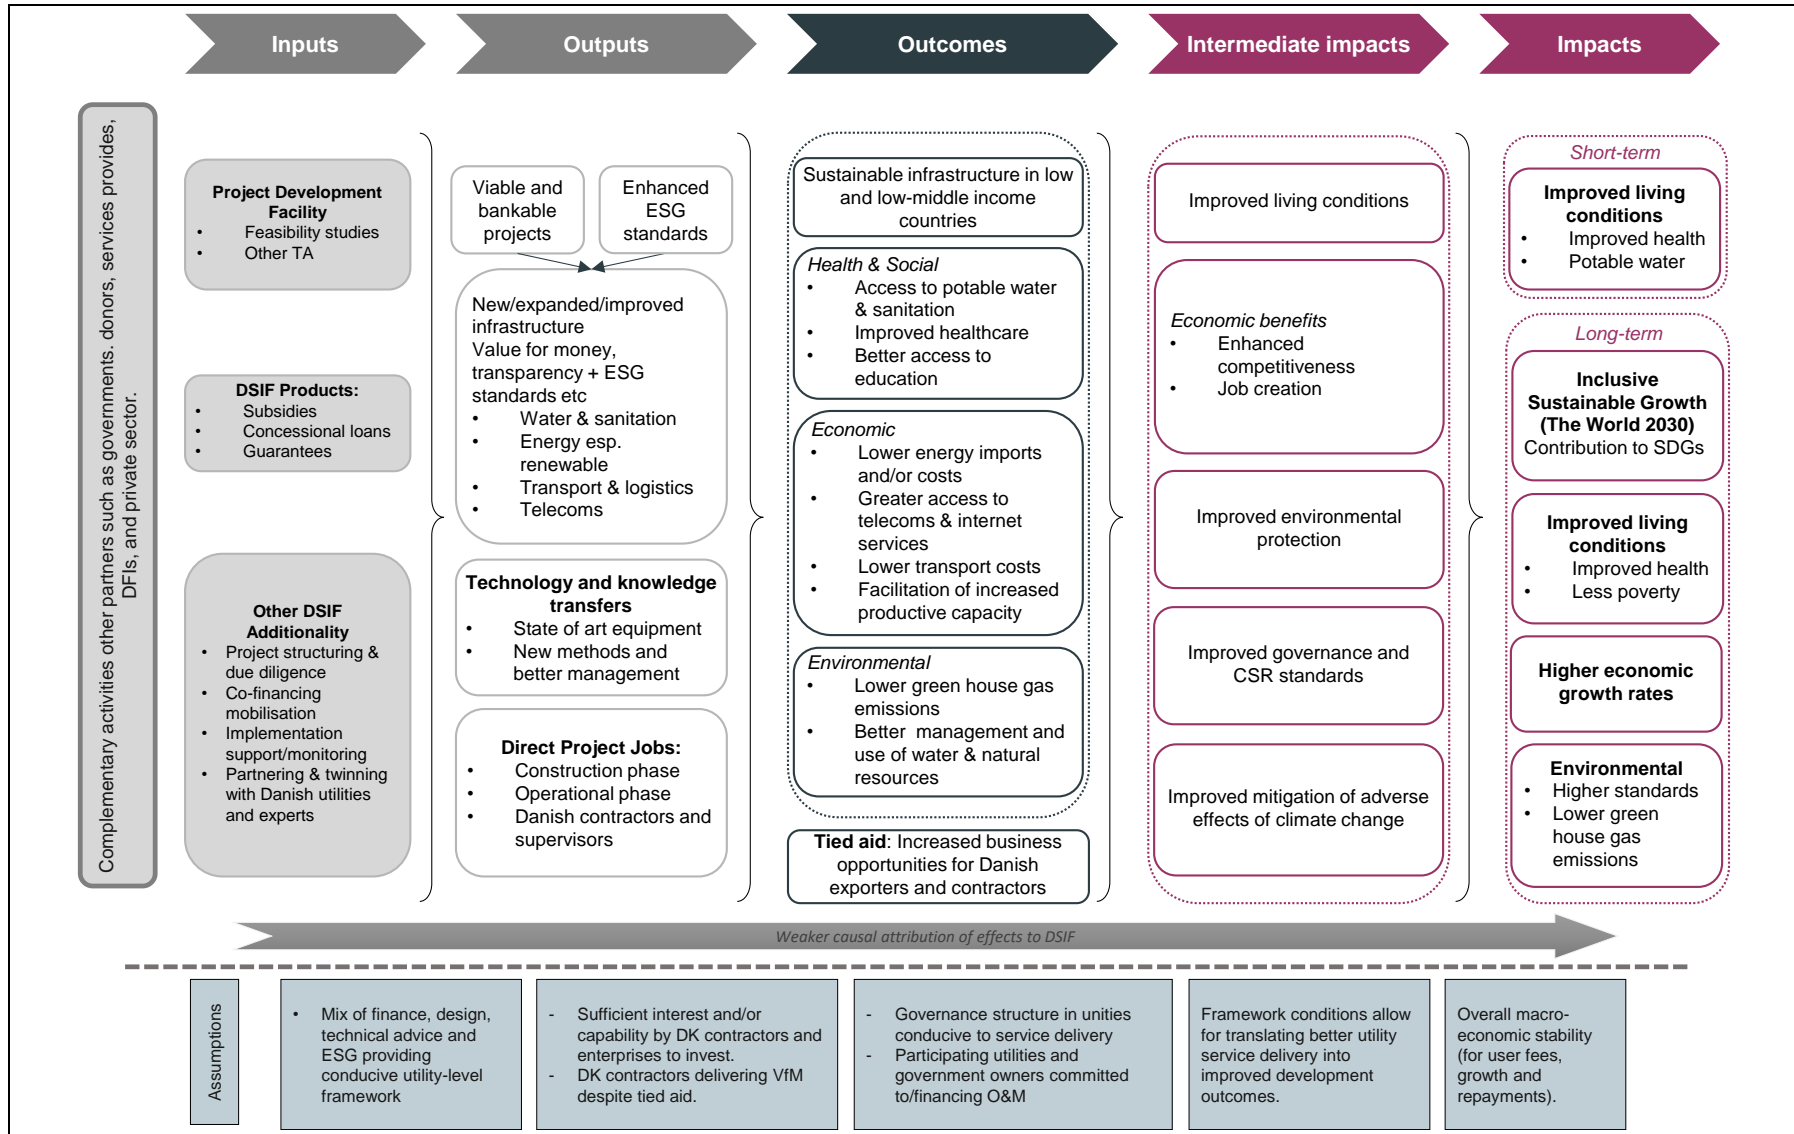 Inputs
Outputs
Outcomes
Intermediate impacts
Impacts
Complementary activities other partners such as governments. donors, services provides,
DFIs, and private sector.
Project Development
Facility
• Feasibility studies
• Other TA
DSIF Products:
• Subsidies
• Concessional loans
• Guarantees
Other DSIF
Additionality
• Project structuring &
due diligence
• Co-financing
mobilisation
• Implementation
support/monitoring
• Partnering & twinning
with Danish utilities
and experts
Viable and
bankable
projects
Enhanced
ESG
standards
New/expanded/improved
infrastructure
Value for money,
transparency + ESG
standards etc
• Water & sanitation
• Energy esp.
renewable
• Transport & logistics
• Telecoms
Technology and knowledge
transfers
• State of art equipment
• New methods and
better management
Direct Project Jobs:
• Construction phase
• Operational phase
• Danish contractors and
supervisors
Sustainable infrastructure in low
and low-middle income
countries
Health & Social
• Access to potable water
& sanitation
• Improved healthcare
• Better access to
education
Economic
• Lower energy imports
and/or costs
• Greater access to
telecoms & internet
services
• Lower transport costs
• Facilitation of increased
productive capacity
Environmental
• Lower green house gas
emissions
• Better management and
use of water & natural
resources
Tied aid: Increased business
opportunities for Danish
exporters and contractors
Improved living conditions
Economic benefits
• Enhanced
competitiveness
• Job creation
Improved environmental
protection
Improved governance and
CSR standards
Improved mitigation of adverse
effects of climate change
Short-term
Improved living
conditions
• Improved health
• Potable water
Long-term
Inclusive
Sustainable Growth
(The World 2030)
Contribution to SDGs
Improved living
conditions
• Improved health
• Less poverty
Higher economic
growth rates
Environmental
• Higher standards
• Lower green
house gas
emissions
Weaker causal attribution of effects to DSIF
Assumptions
• Mix of finance, design,
technical advice and
ESG providing
conducive utility-level
framework
- Sufficient interest and/or
capability by DK contractors and
enterprises to invest.
- DK contractors delivering VfM
despite tied aid.
- Governance structure in unities
conducive to service delivery
- Participating utilities and
government owners committed
to/financing O&M
Framework conditions allow
for translating better utility
service delivery into
improved development
outcomes.
Overall macro-
economic stability
(for user fees,
growth and
repayments).